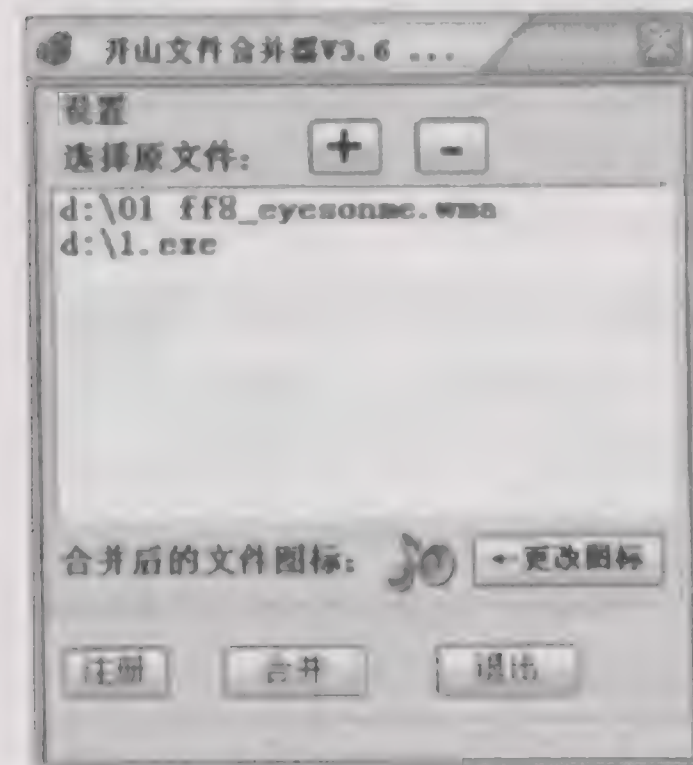 开山文件合并器V3.6 ...
设置
选择原文件: + -
d:\01 ff8_eyesonme.wma
d:\1.exe
合并后的文件图标: ←更改图标
注册 合并 退出